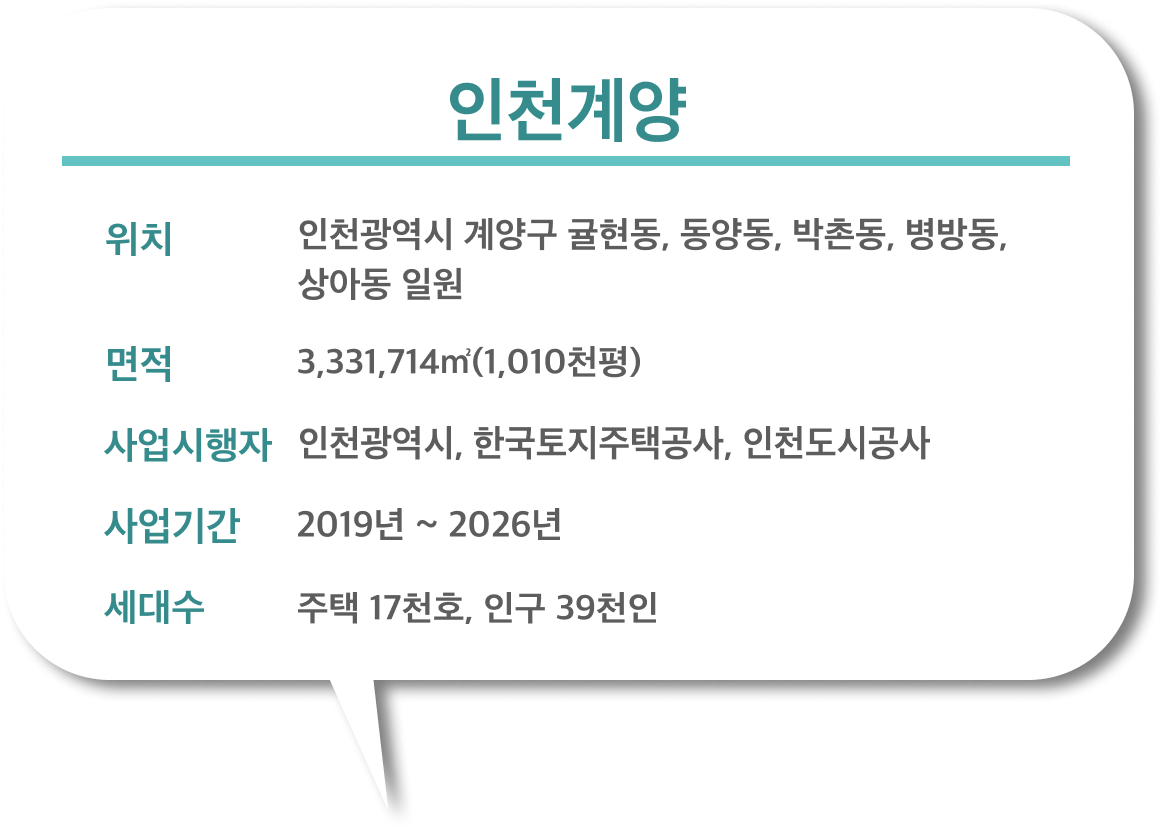 인천계양
위치 인천광역시 계양구 귤현동, 동양동, 박촌동, 병방동,
상아동 일원
면적 3,331,714㎡(1,010천평)
사업시행자 인천광역시, 한국토지주택공사, 인천도시공사
사업기간 2019년 ~ 2026년
세대수 주택 17천호, 인구 39천인